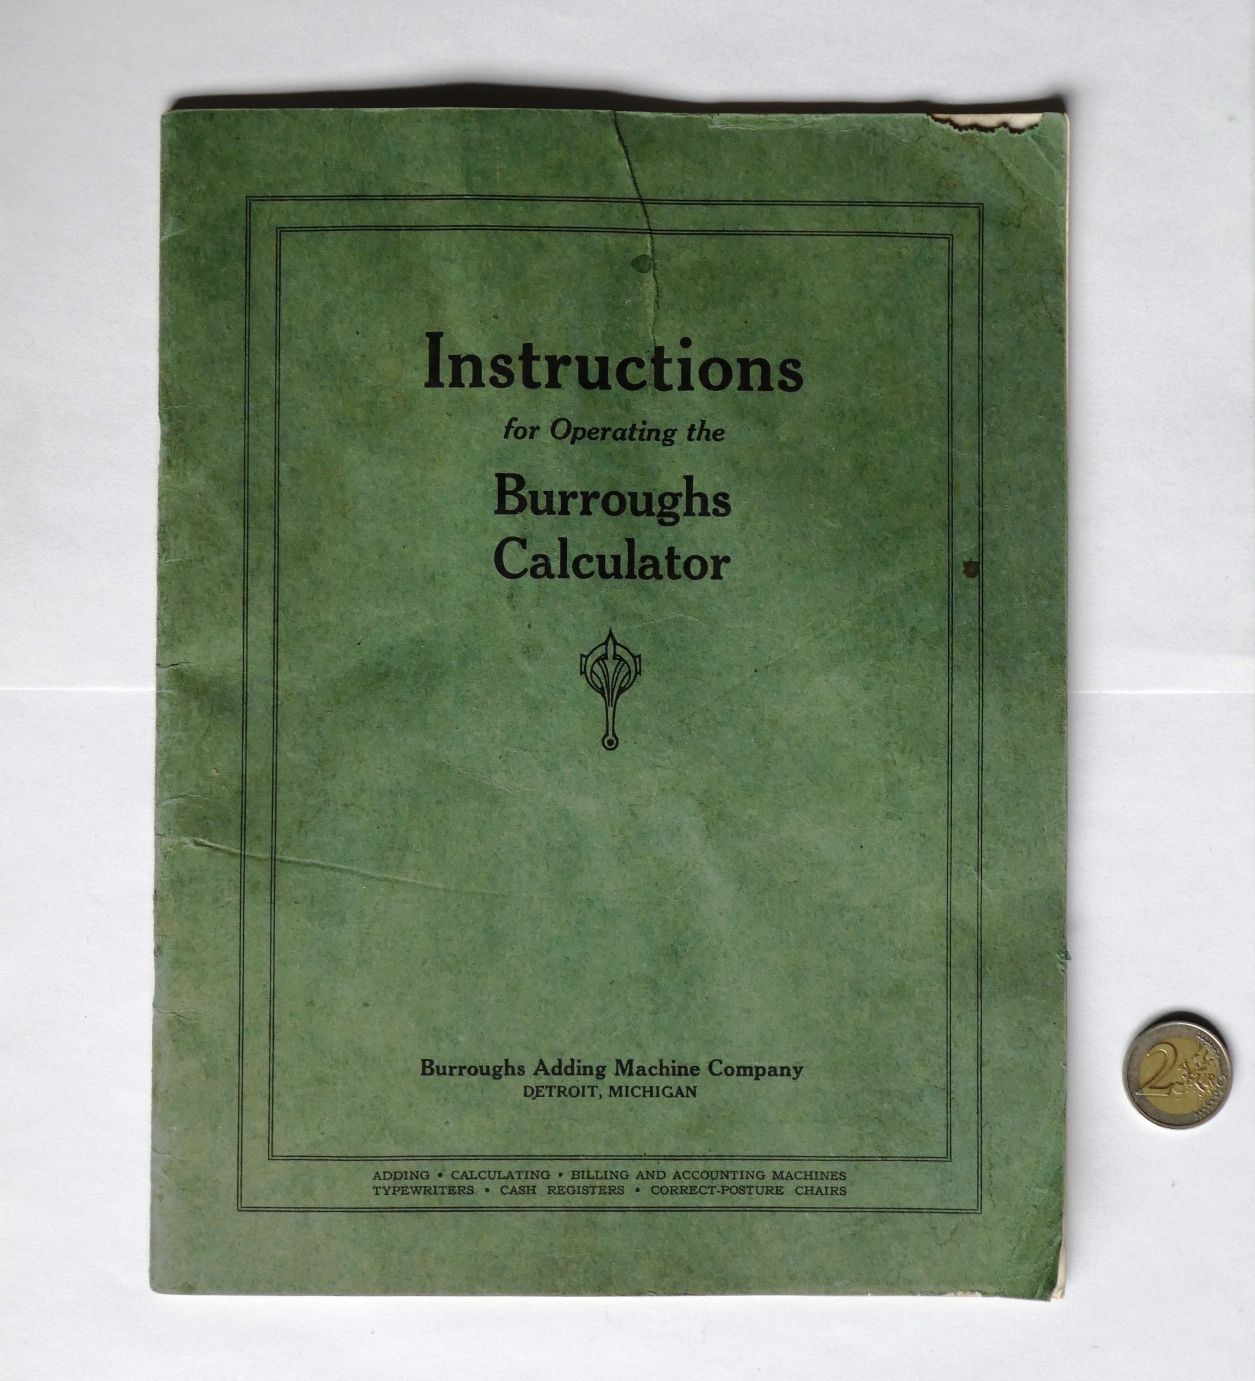 Instructions
for Operating the
Burroughs
Calculator
Burroughs Adding Machine Company
DETROIT, MICHIGAN
ADDING • CALCULATING • BILLING AND ACCOUNTING MACHINES
TYPEWRITERS • CASH REGISTERS • CORRECT-POSTURE CHAIRS
2
EURO